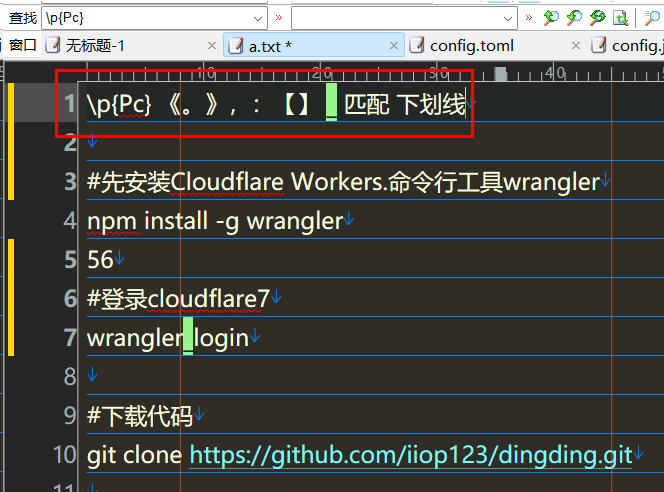 查找 \p{Pc}
窗口 无标题-1 × a.txt * × config.toml × config.j
10 20 30 40
1 \p{Pc} 《。》，：【】 _ 匹配 下划线
2
3 #先安装Cloudflare Workers.命令行工具wrangler
4 npm install -g wrangler
5 56
6 #登录cloudflare7
7 wrangler_login
8
9 #下载代码
10 git clone https://github.com/iiop123/dingding.git
11